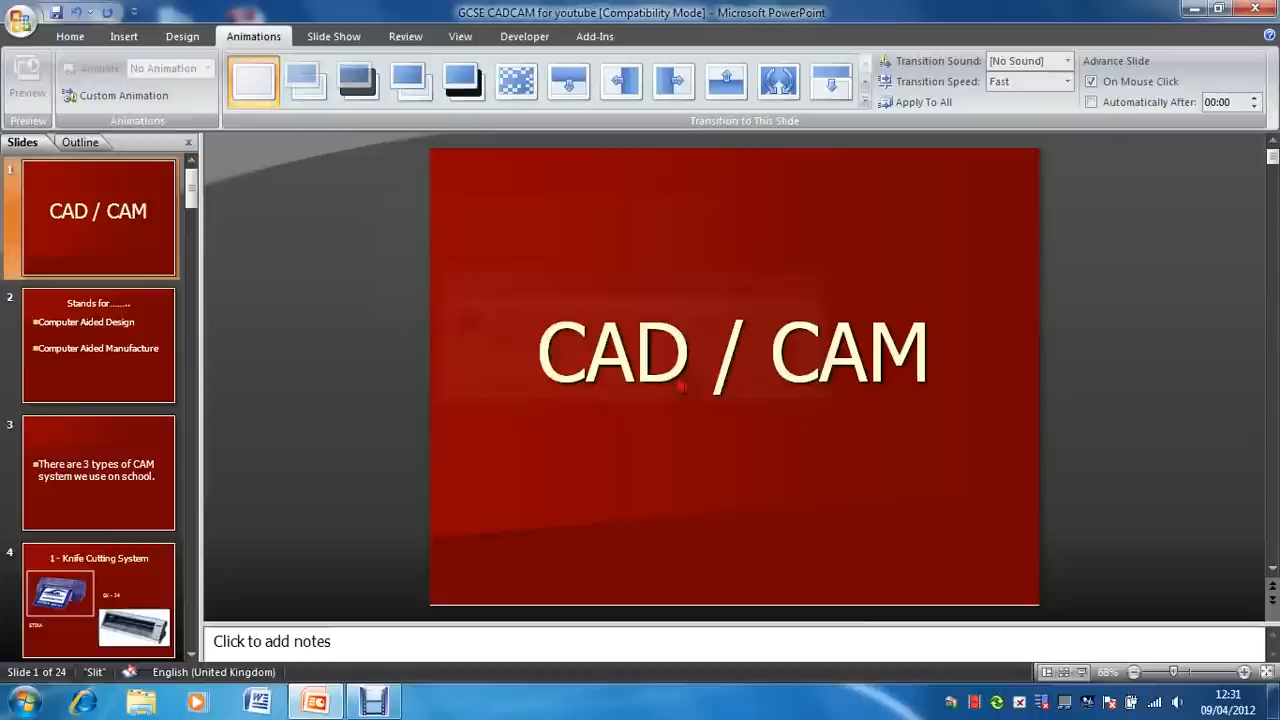 GCSE CADCAM for youtube [Compatibility Mode] - Microsoft PowerPoint
Home Insert Design Animations Slide Show Review View Developer Add-Ins
Preview
Animate: No Animation
Custom Animation
Preview
Animations
Transition Sound: [No Sound]
Transition Speed: Fast
Apply To All
Advance Slide
On Mouse Click
Automatically After: 00:00
Transition to This Slide
Slides Outline
1
CAD / CAM
2
Stands for.......
Computer Aided Design
Computer Aided Manufacture
3
There are 3 types of CAM
system we use on school.
4
1 - Knife Cutting System
GX - 24
STIKA
CAD / CAM
Click to add notes
Slide 1 of 24 "Slit" English (United Kingdom) 68%
12:31
09/04/2012